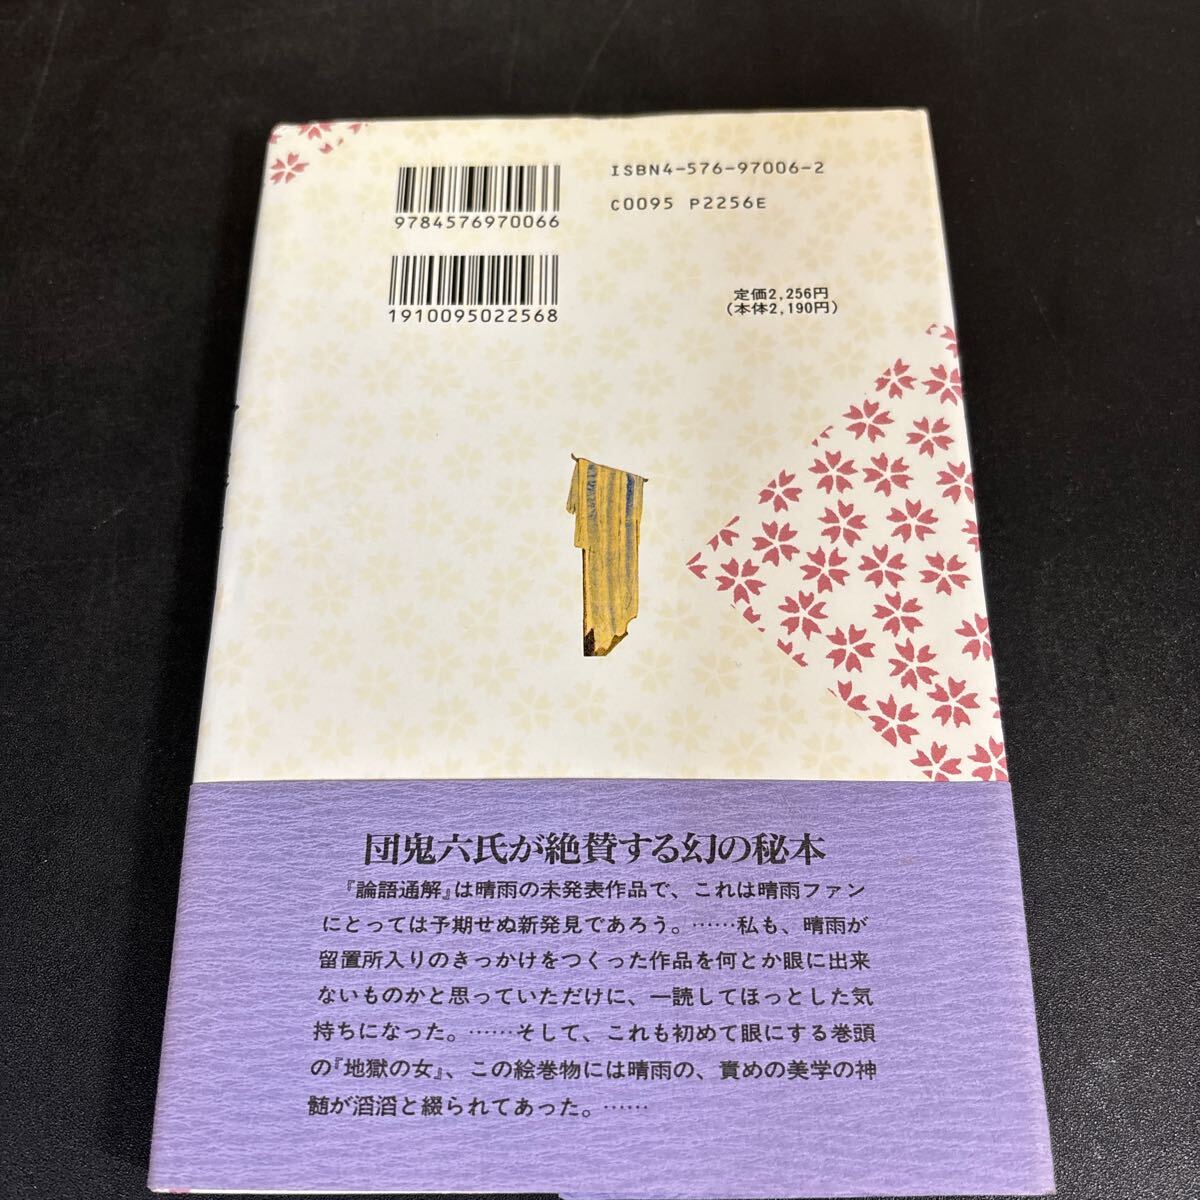 ISBN4-576-97006-2
9784576970066
C0095 P2256E
1910095022568
定価2,256円
(本体2,190円)
団鬼六氏が絶賛する幻の秘本
『論語通解』は晴雨の未発表作品で、これは晴雨ファン
にとっては予期せぬ新発見であろう。……私も、晴雨が
留置所入りのきっかけをつくった作品を何とか眼に出来
ないものかと思っていただけに、一読してほっとした気
持ちになった。……そして、これも初めて眼にする巻頭
の『地獄の女』、この絵巻物には晴雨の、責めの美学の神
髄が滔滔と綴られてあった。……